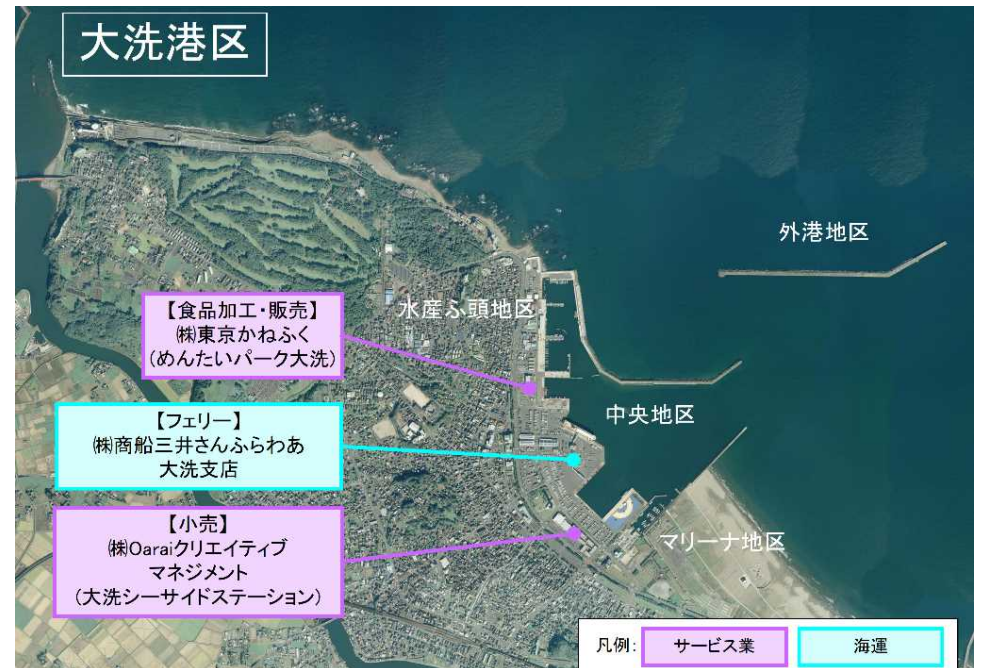 大洗港区
外港地区
水産ふ頭地区
【食品加工・販売】
㈱東京かねふく
(めんたいパーク大洗)
中央地区
【フェリー】
㈱商船三井さんふらわあ
大洗支店
【小売】
㈱Oaraiクリエイティブ
マネジメント
(大洗シーサイドステーション)
マリーナ地区
凡例:
サービス業
海運